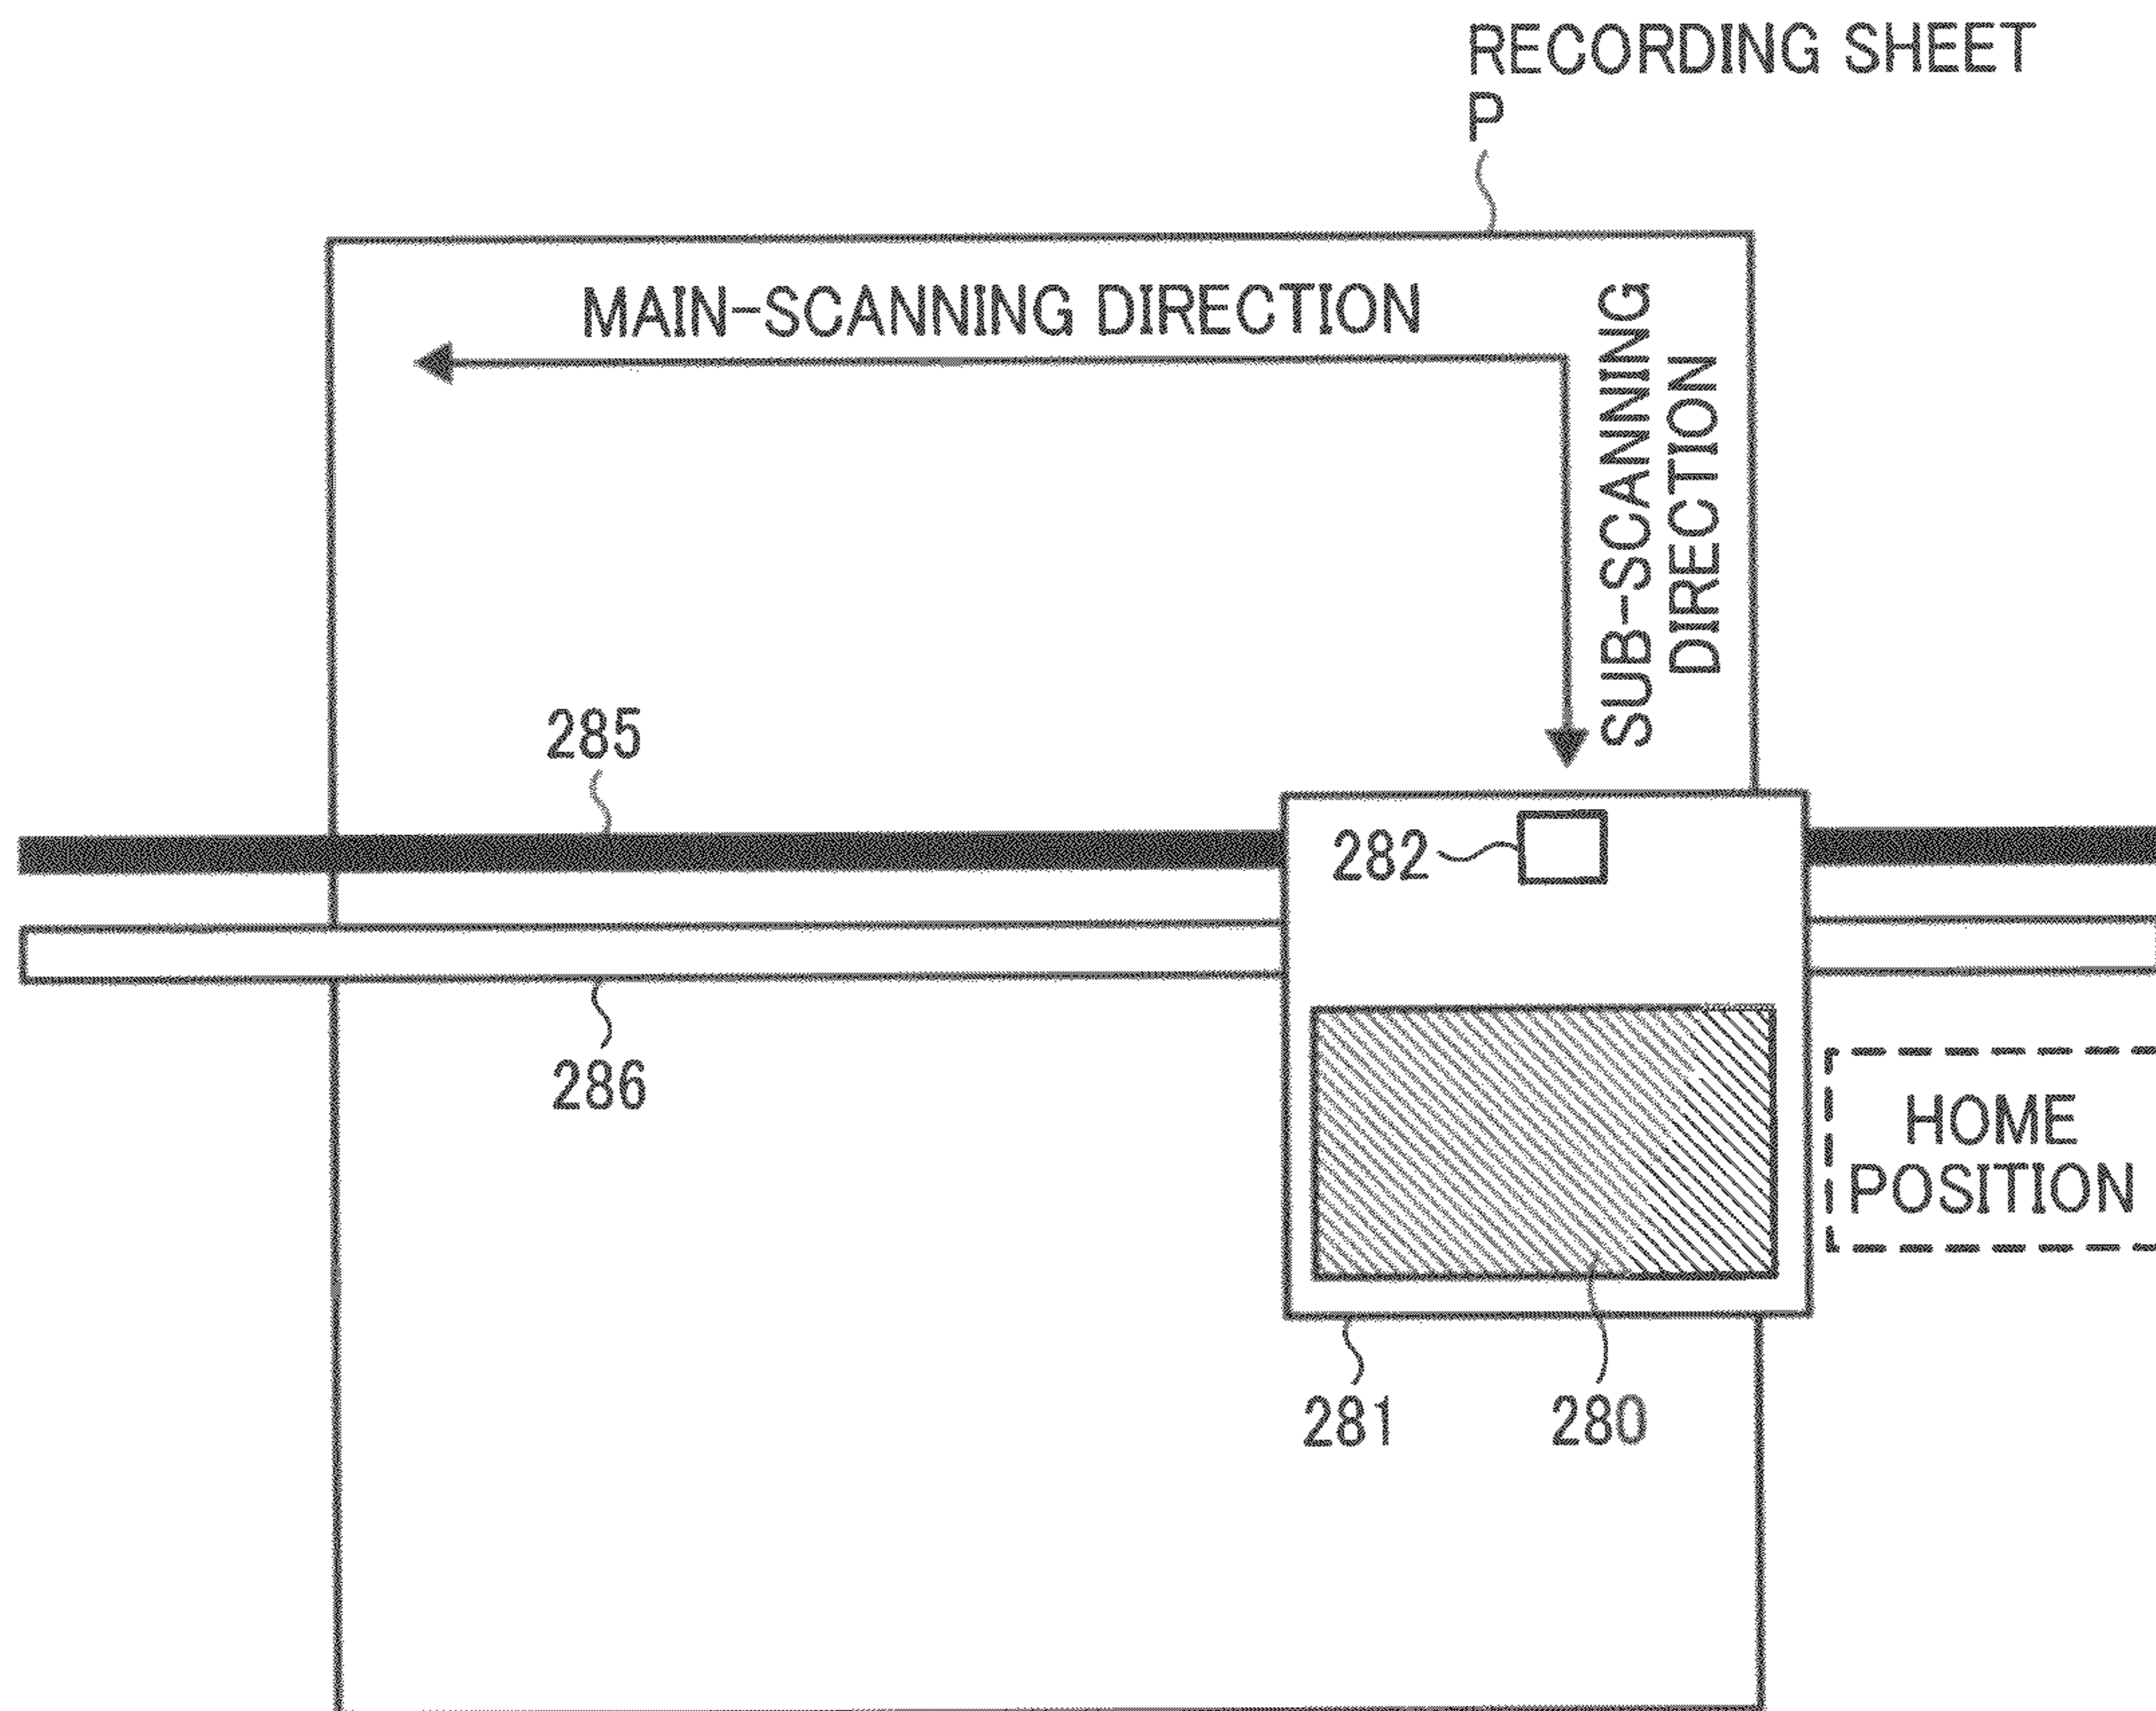 RECORDING SHEET
P
MAIN-SCANNING DIRECTION
SUB-SCANNING
DIRECTION
285
282
286
HOME
POSITION
281
280